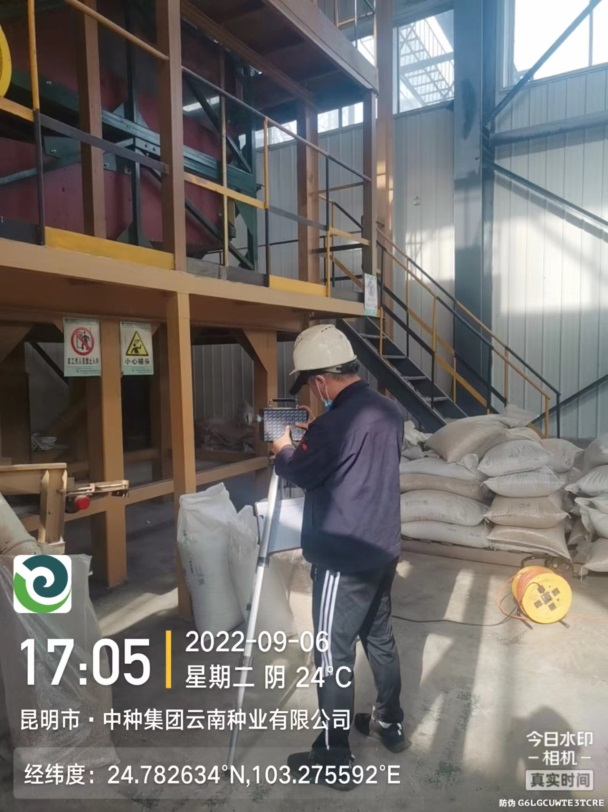 小心碰头
17:05
2022-09-06
星期二 阴 24°C
昆明市·中种集团云南种业有限公司
经纬度：24.782634°N,103.275592°E
今日水印
-相机-
真实时间
防伪 G6LGCUWTE3TCRE